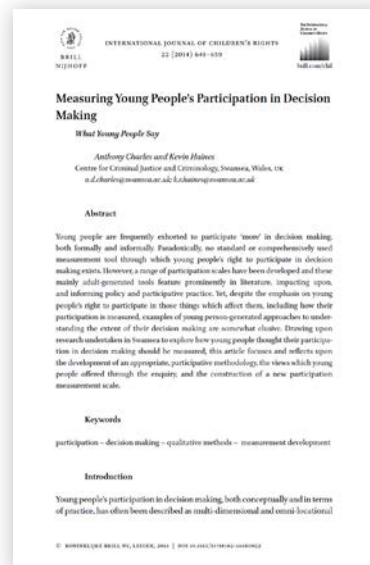 BRILL
NIJHOFF
INTERNATIONAL JOURNAL OF CHILDREN'S RIGHTS
22 (2014) 641–659
brill.com/chil
Measuring Young People's Participation in Decision
Making
What Young People Say
Anthony Charles and Kevin Haines
Centre for Criminal Justice and Criminology, Swansea, Wales, UK
Abstract
Young people are frequently exhorted to participate 'more' in decision making,
both formally and informally. Paradoxically, no standard or comprehensively used
measurement tool through which young people's right to participate in decision
making exists. However, a range of participation scales have been developed and these
mainly adult-generated tools feature prominently in literature, impacting upon,
and informing policy and participative practice. Yet, despite the emphasis on young
people's right to participate in those things which affect them, including how their
participation is measured, examples of young person-generated approaches to under-
standing the extent of their decision making are somewhat elusive. Drawing upon
research undertaken in Swansea to explore how young people thought their participa-
tion in decision making should be measured, this article focuses and reflects upon
the development of an appropriate, participative methodology, the views which young
people offered through the enquiry, and the construction of a new participation
measurement scale.
Keywords
participation – decision making – qualitative methods – measurement development
Introduction
Young people's participation in decision making, both conceptually and in terms
of practice, has often been described as multi-dimensional and omni-locational
© KONINKLIJKE BRILL NV, LEIDEN, 2014 | DOI